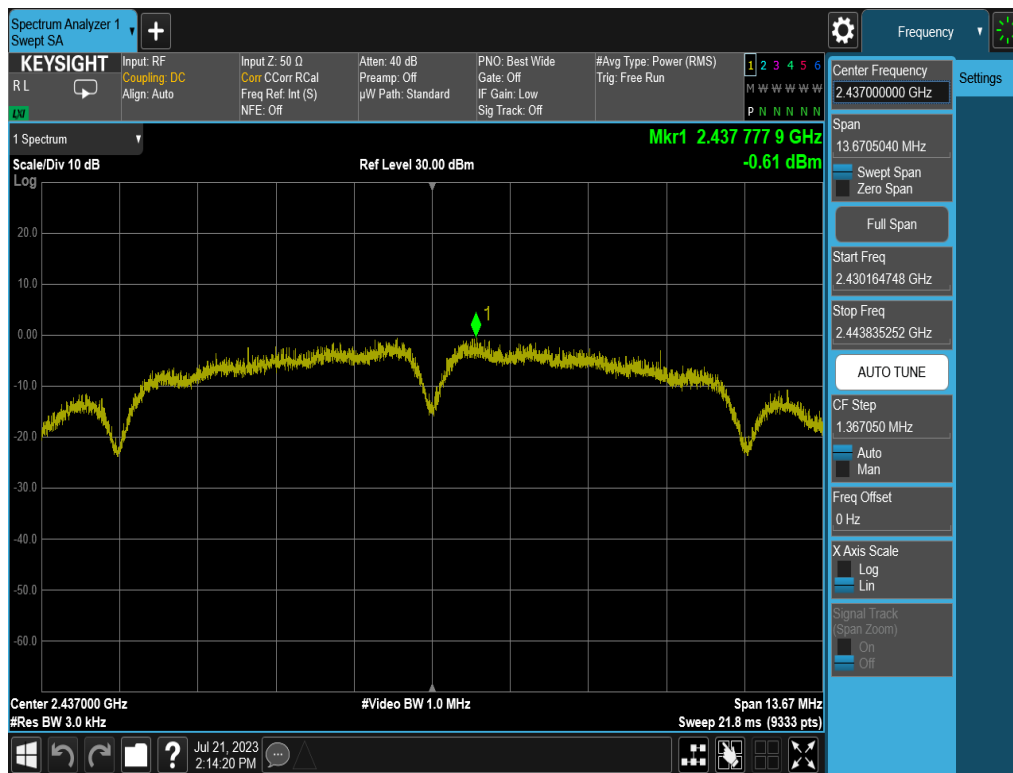 Spectrum Analyzer 1
Swept SA
+
Frequency
KEYSIGHT
R L
LXI
Input: RF
Coupling: DC
Align: Auto
Input Z: 50 Ω
Corr CCorr RCal
Freq Ref: Int (S)
NFE: Off
Atten: 40 dB
Preamp: Off
µW Path: Standard
PNO: Best Wide
Gate: Off
IF Gain: Low
Sig Track: Off
#Avg Type: Power (RMS)
Trig: Free Run
1 2 3 4 5 6
M W W W W W
P N N N N N
1 Spectrum
Scale/Div 10 dB
Ref Level 30.00 dBm
Mkr1 2.437 777 9 GHz
-0.61 dBm
Log
20.0
10.0
0.00
-10.0
-20.0
-30.0
-40.0
-50.0
-60.0
1
Center 2.437000 GHz
#Video BW 1.0 MHz
Span 13.67 MHz
#Res BW 3.0 kHz
Sweep 21.8 ms (9333 pts)
Center Frequency
2.437000000 GHz
Settings
Span
13.6705040 MHz
Swept Span
Zero Span
Full Span
Start Freq
2.430164748 GHz
Stop Freq
2.443835252 GHz
AUTO TUNE
CF Step
1.367050 MHz
Auto
Man
Freq Offset
0 Hz
X Axis Scale
Log
Lin
Signal Track
(Span Zoom)
On
Off
?
Jul 21, 2023
2:14:20 PM